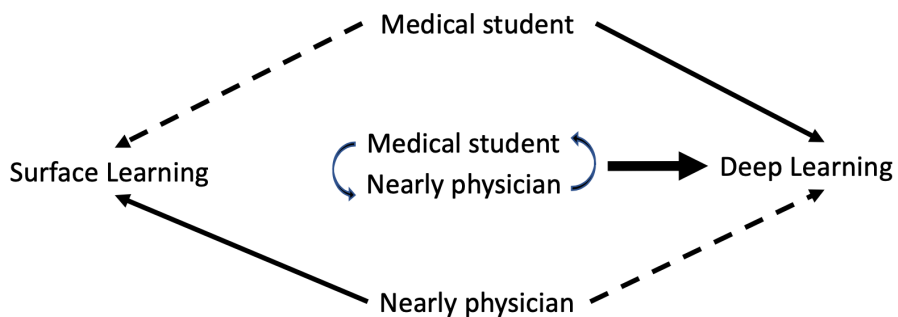 Medical student
Medical student
Surface Learning
Nearly physician
Deep Learning
Nearly physician